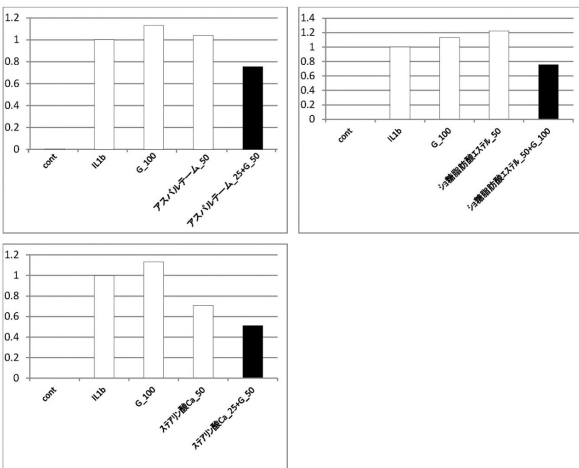 1.2
1
0.8
0.6
0.4
0.2
0
cont
IL1b
G_100
アスパルテーム_50
アスパルテーム_25+G_50
1.4
1.2
1
0.8
0.6
0.4
0.2
0
cont
IL1b
G_100
ショ糖脂肪酸エステル_50
ショ糖脂肪酸エステル_50+G_100
1.2
1
0.8
0.6
0.4
0.2
0
cont
IL1b
G_100
ステアリン酸Ca_50
ステアリン酸Ca_25+G_50